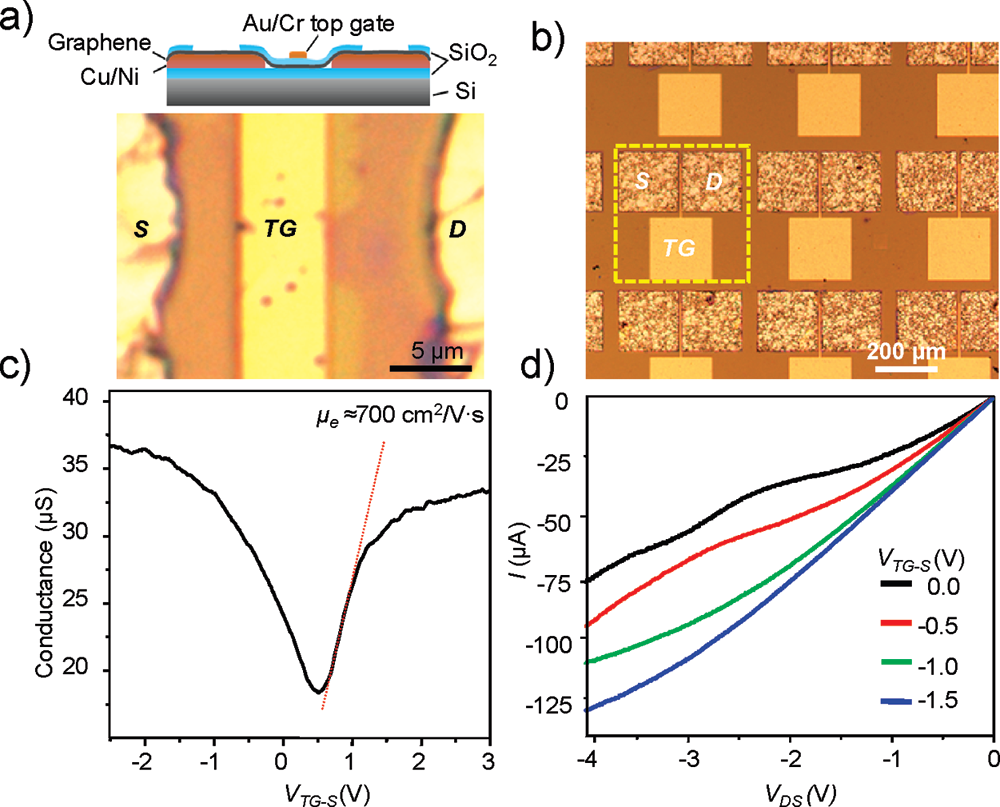 a)
Au/Cr top gate
Graphene
Cu/Ni
SiO2
Si
S
TG
D
5 µm
b)
S
D
TG
200 µm
c)
µe ≈700 cm2/V·s
Conductance (µS)
40
35
30
25
20
-2
-1
0
1
2
3
VTG-S(V)
d)
I (µA)
0
-25
-50
-75
-100
-125
VTG-S(V)
0.0
-0.5
-1.0
-1.5
-4
-3
-2
-1
0
VDS(V)